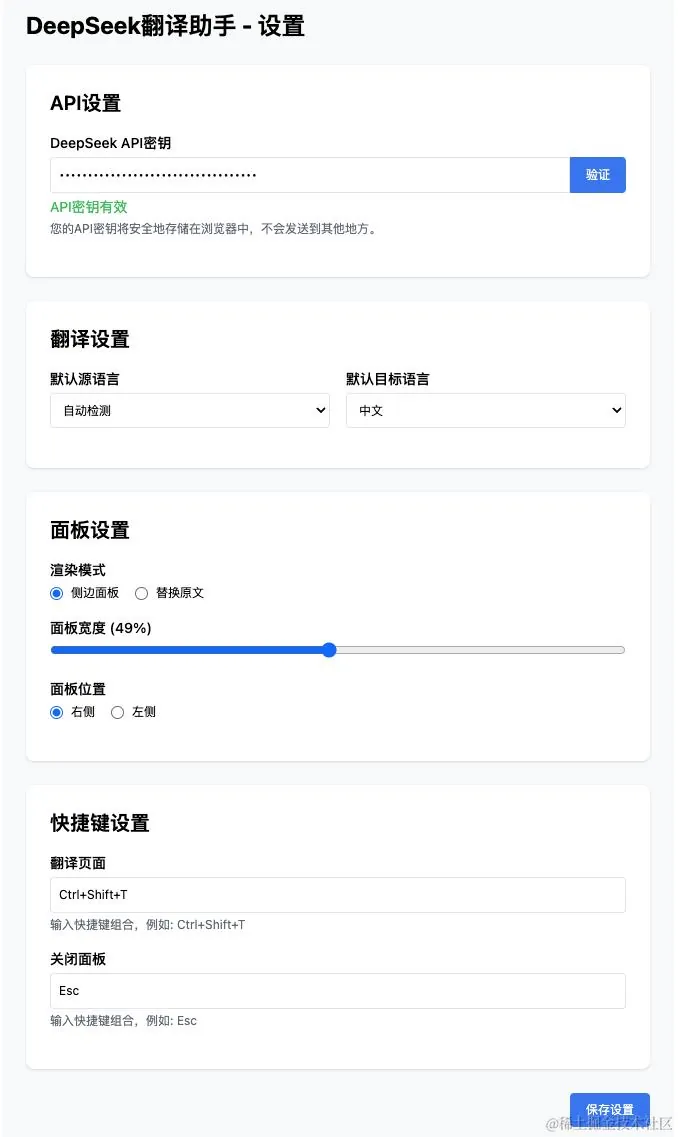 DeepSeek翻译助手 - 设置
API设置
DeepSeek API密钥
••••••••••••••••••••••••••••••••••• 验证
API密钥有效
您的API密钥将安全地存储在浏览器中，不会发送到其他地方。
翻译设置
默认源语言 默认目标语言
自动检测 中文
面板设置
渲染模式
侧边面板 替换原文
面板宽度 (49%)
面板位置
右侧 左侧
快捷键设置
翻译页面
Ctrl+Shift+T
输入快捷键组合，例如: Ctrl+Shift+T
关闭面板
Esc
输入快捷键组合，例如: Esc
保存设置
@稀土掘金技术社区